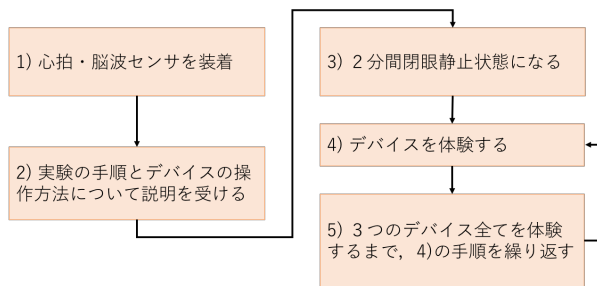 1) 心拍・脳波センサを装着
2) 実験の手順とデバイスの操
作方法について説明を受ける
3) ２分間閉眼静止状態になる
4) デバイスを体験する
5) ３つのデバイス全てを体験
するまで，4)の手順を繰り返す